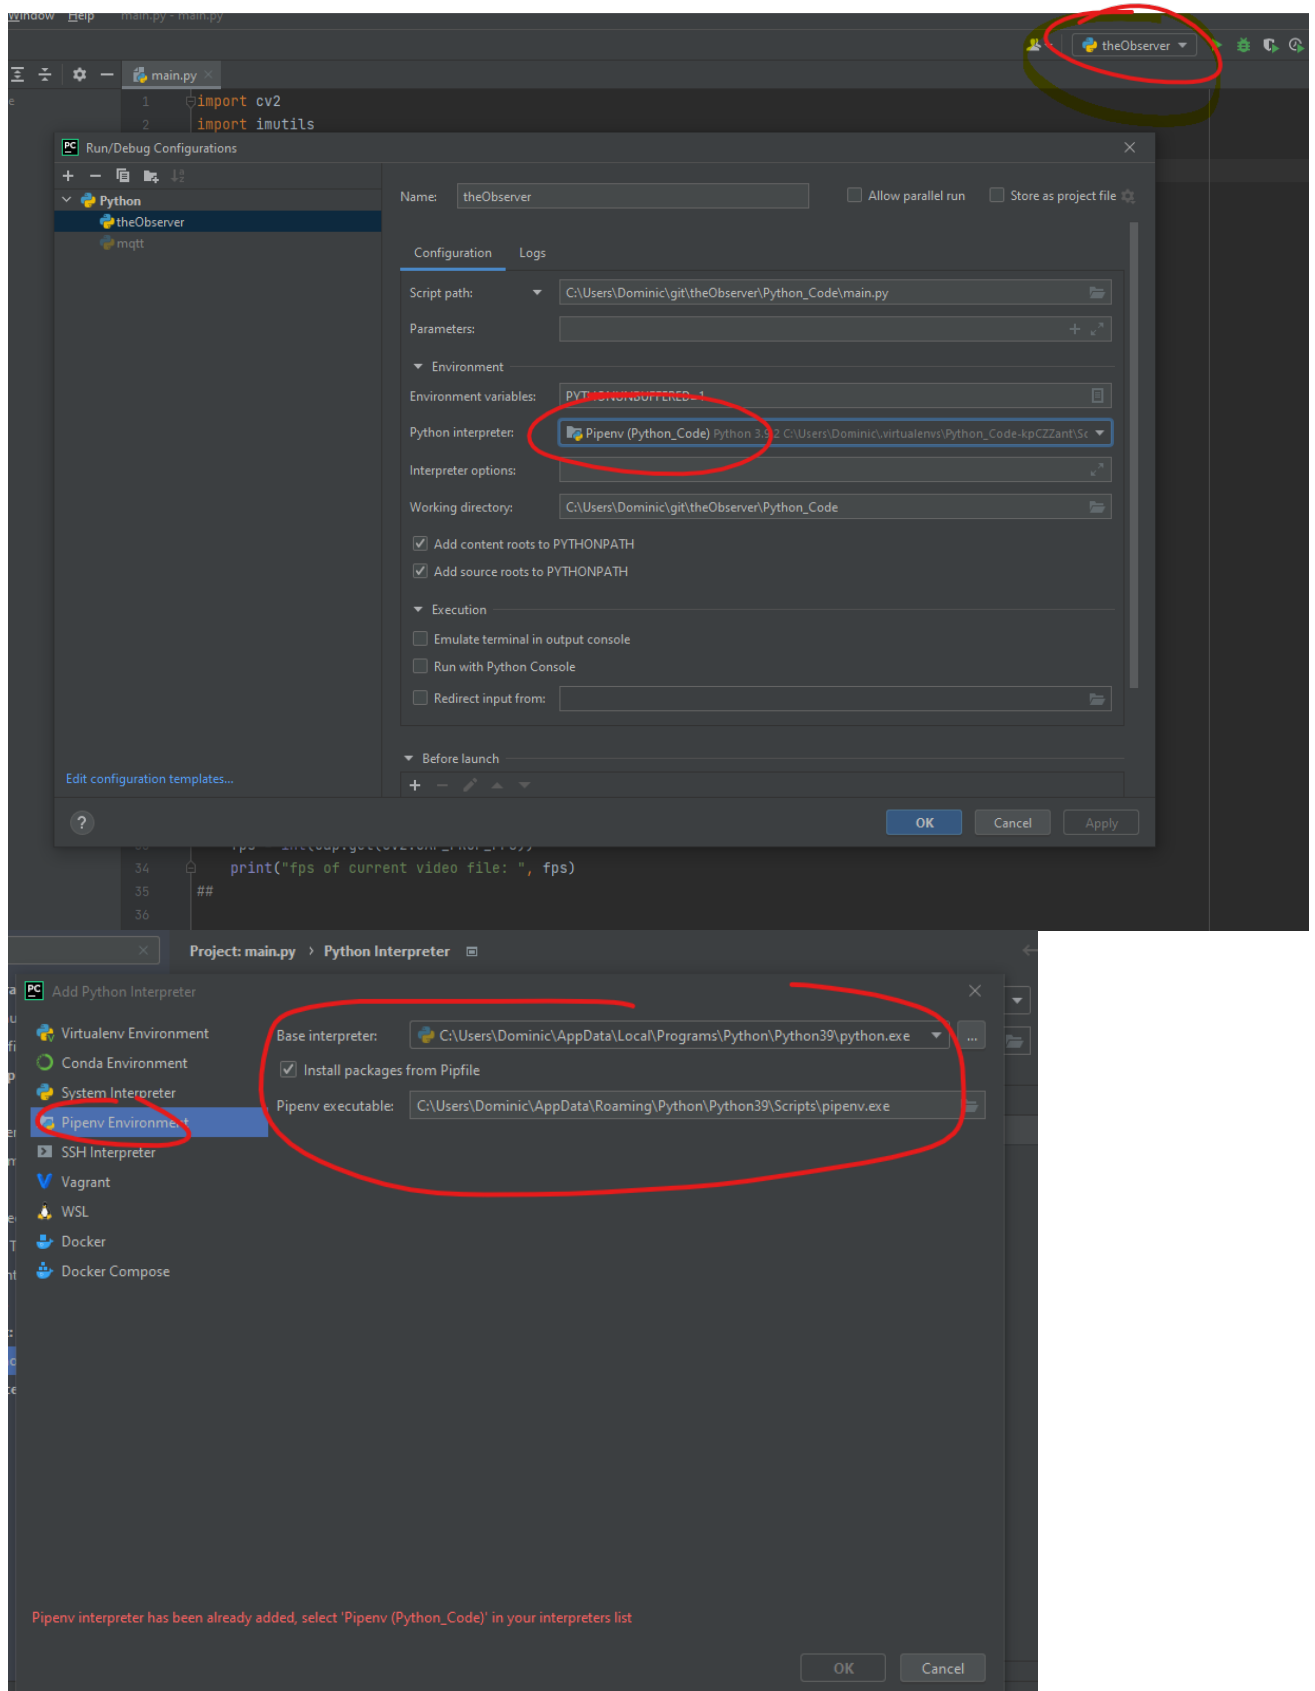 Window Help main.py - main.py
theObserver
main.py
1 import cv2
2 import imutils
PC Run/Debug Configurations
Name: theObserver Allow parallel run Store as project file
Python
theObserver
mqtt
Configuration Logs
Script path: C:\Users\Dominic\git\theObserver\Python_Code\main.py
Parameters:
Environment
Environment variables: PYTHONUNBUFFERED=1
Python interpreter: Pipenv (Python_Code) Python 3.9.2 C:\Users\Dominic\.virtualenvs\Python_Code-kpCZZant\Sc
Interpreter options:
Working directory: C:\Users\Dominic\git\theObserver\Python_Code
Add content roots to PYTHONPATH
Add source roots to PYTHONPATH
Execution
Emulate terminal in output console
Run with Python Console
Redirect input from:
Before launch
Edit configuration templates...
? OK Cancel Apply
34 print("fps of current video file: ", fps)
35 ##
36
Project: main.py › Python Interpreter
PC Add Python Interpreter
Virtualenv Environment
Conda Environment
System Interpreter
Pipenv Environment
SSH Interpreter
Vagrant
WSL
Docker
Docker Compose
Base interpreter: C:\Users\Dominic\AppData\Local\Programs\Python\Python39\python.exe ...
Install packages from Pipfile
Pipenv executable: C:\Users\Dominic\AppData\Roaming\Python\Python39\Scripts\pipenv.exe
Pipenv interpreter has been already added, select 'Pipenv (Python_Code)' in your interpreters list
OK Cancel